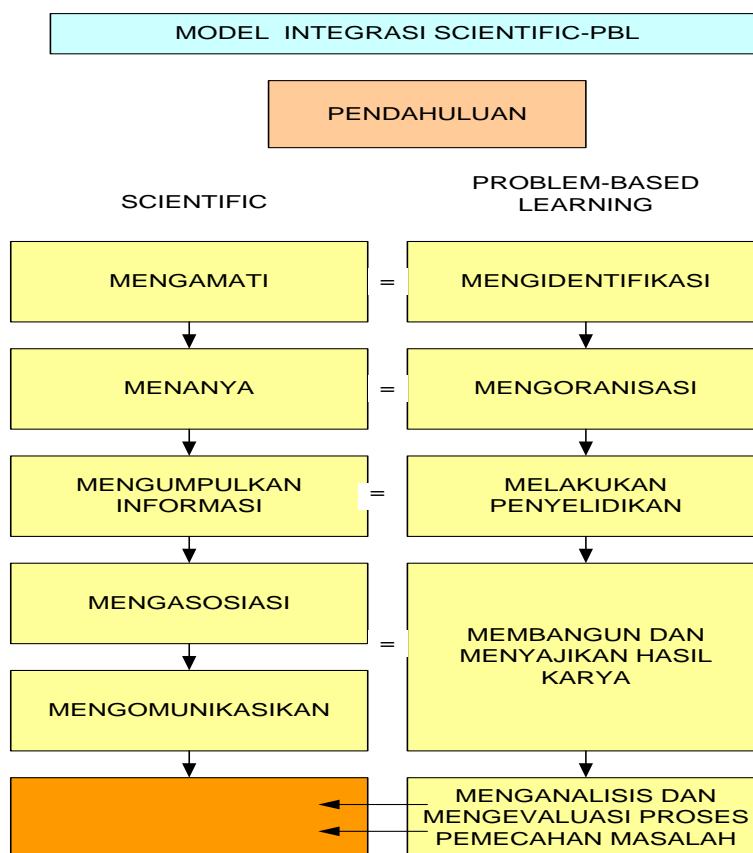 MODEL INTEGRASI SCIENTIFIC-PBL
PENDAHULUAN
SCIENTIFIC
PROBLEM-BASED
LEARNING
MENGAMATI
=
MENGIDENTIFIKASI
MENANYA
=
MENGORANISASI
MENGUMPULKAN
INFORMASI
=
MELAKUKAN
PENYELIDIKAN
MENGASOSIASI
=
MEMBANGUN DAN
MENYAJIKAN HASIL
KARYA
MENGOMUNIKASIKAN
MENGANALISIS DAN
MENGEVALUASI PROSES
PEMECAHAN MASALAH